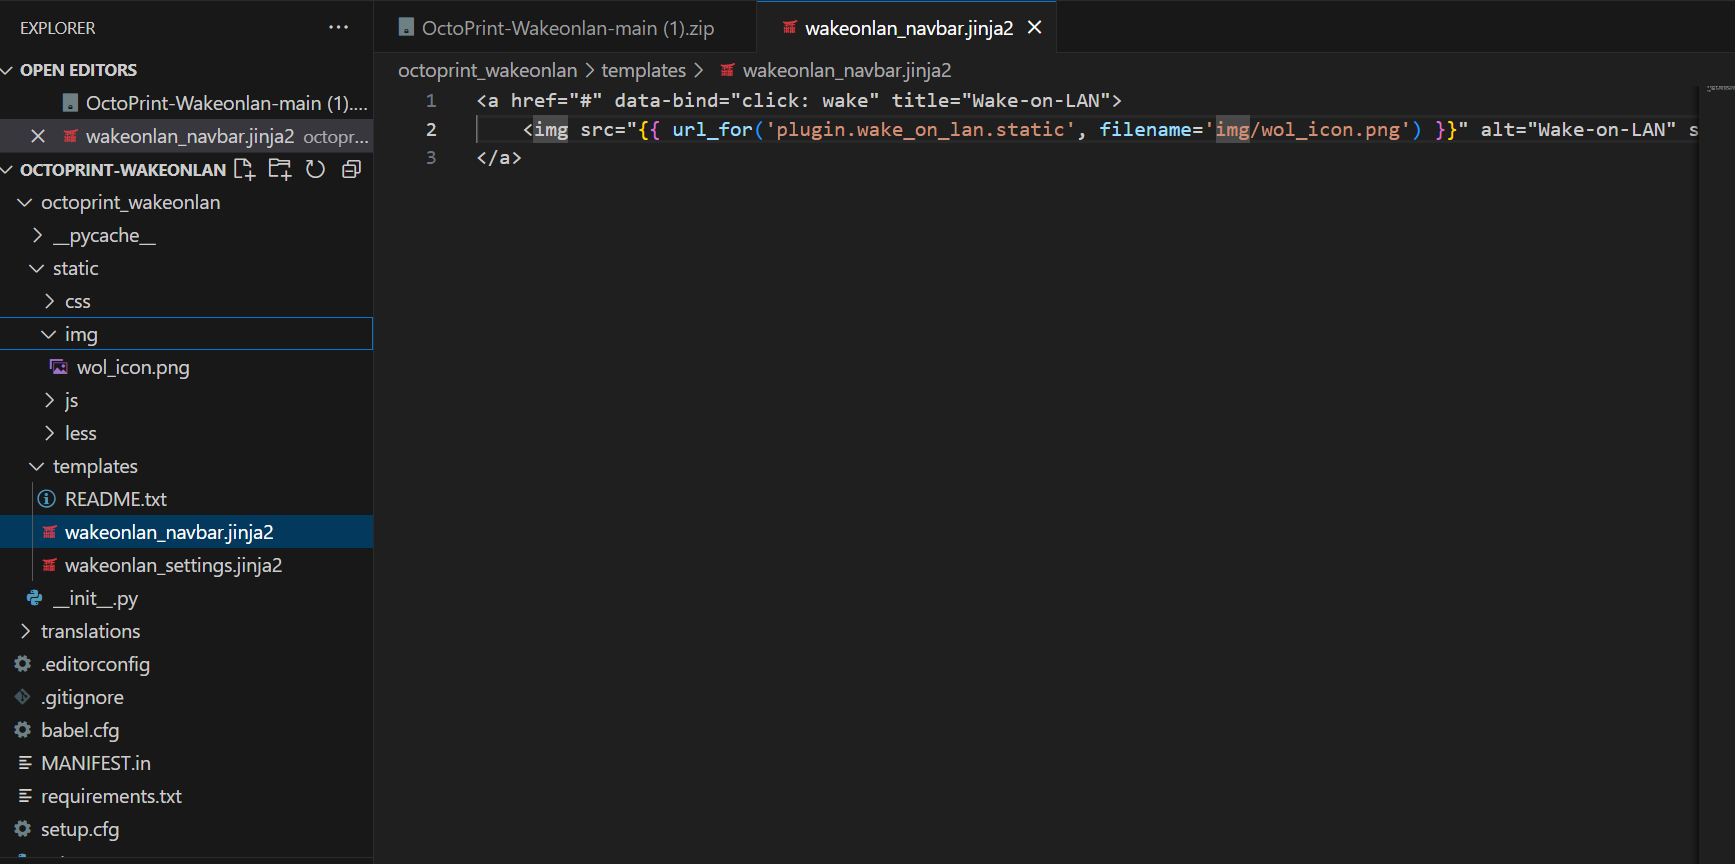 EXPLORER
OPEN EDITORS
OctoPrint-Wakeonlan-main (1)....
wakeonlan_navbar.jinja2 octopr...
OCTOPRINT-WAKEONLAN
octoprint_wakeonlan
__pycache__
static
css
img
wol_icon.png
js
less
templates
README.txt
wakeonlan_navbar.jinja2
wakeonlan_settings.jinja2
__init__.py
translations
.editorconfig
.gitignore
babel.cfg
MANIFEST.in
requirements.txt
setup.cfg
OctoPrint-Wakeonlan-main (1).zip
wakeonlan_navbar.jinja2
octoprint_wakeonlan > templates > wakeonlan_navbar.jinja2
1 <a href="#" data-bind="click: wake" title="Wake-on-LAN">
2 <img src="{{ url_for('plugin.wake_on_lan.static', filename='img/wol_icon.png') }}" alt="Wake-on-LAN" s
3 </a>